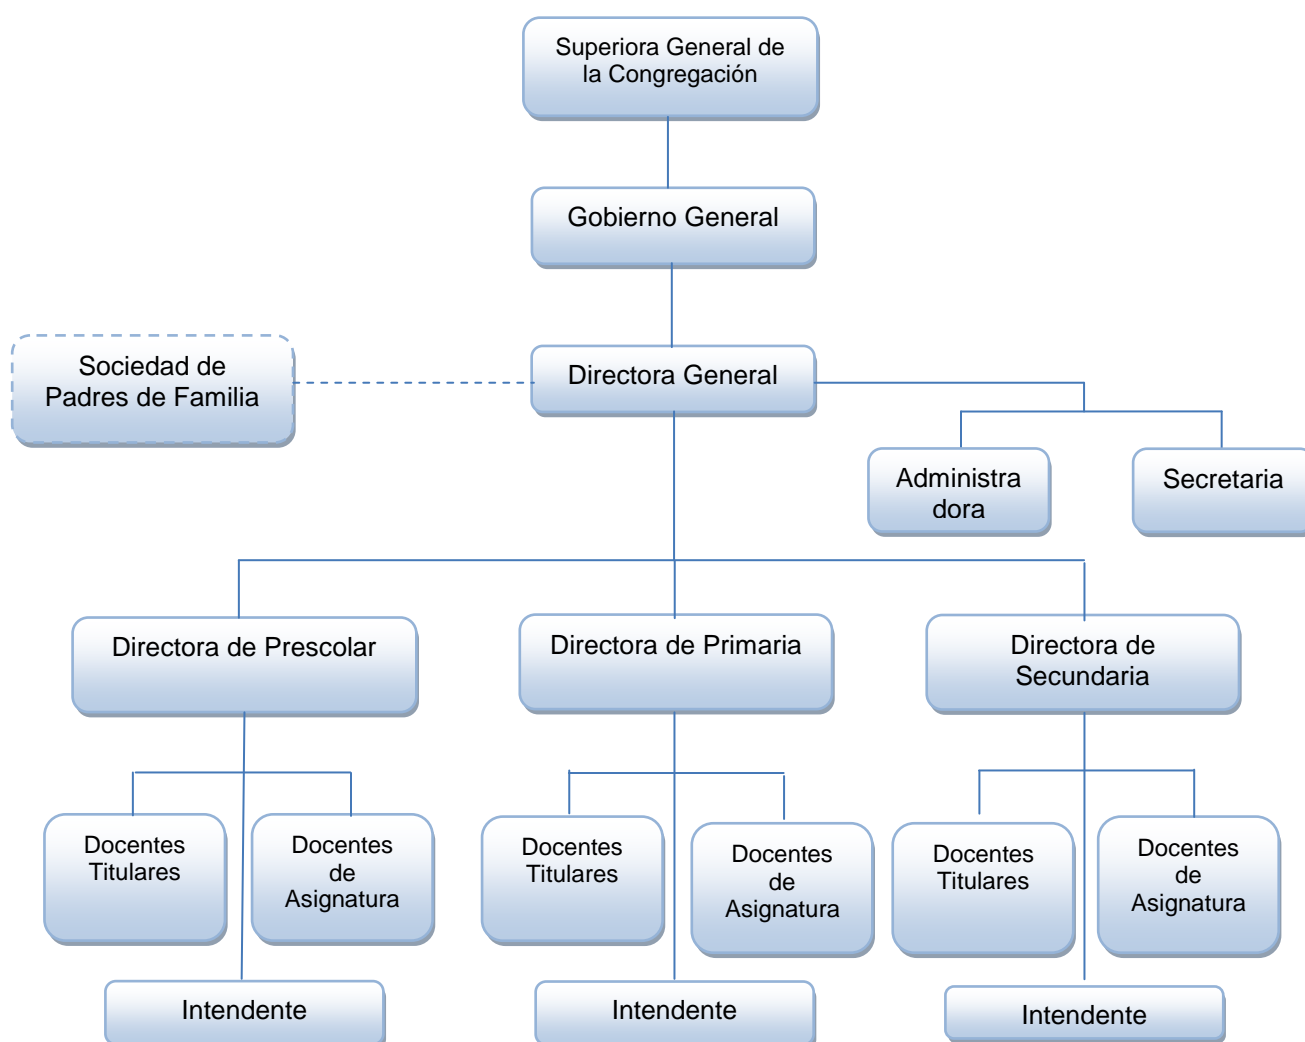 Superiora General de
la Congregación
Gobierno General
Sociedad de
Padres de Familia
Directora General
Administra
dora
Secretaria
Directora de Prescolar
Directora de Primaria
Directora de
Secundaria
Docentes
Titulares
Docentes
de
Asignatura
Docentes
Titulares
Docentes
de
Asignatura
Docentes
Titulares
Docentes
de
Asignatura
Intendente
Intendente
Intendente